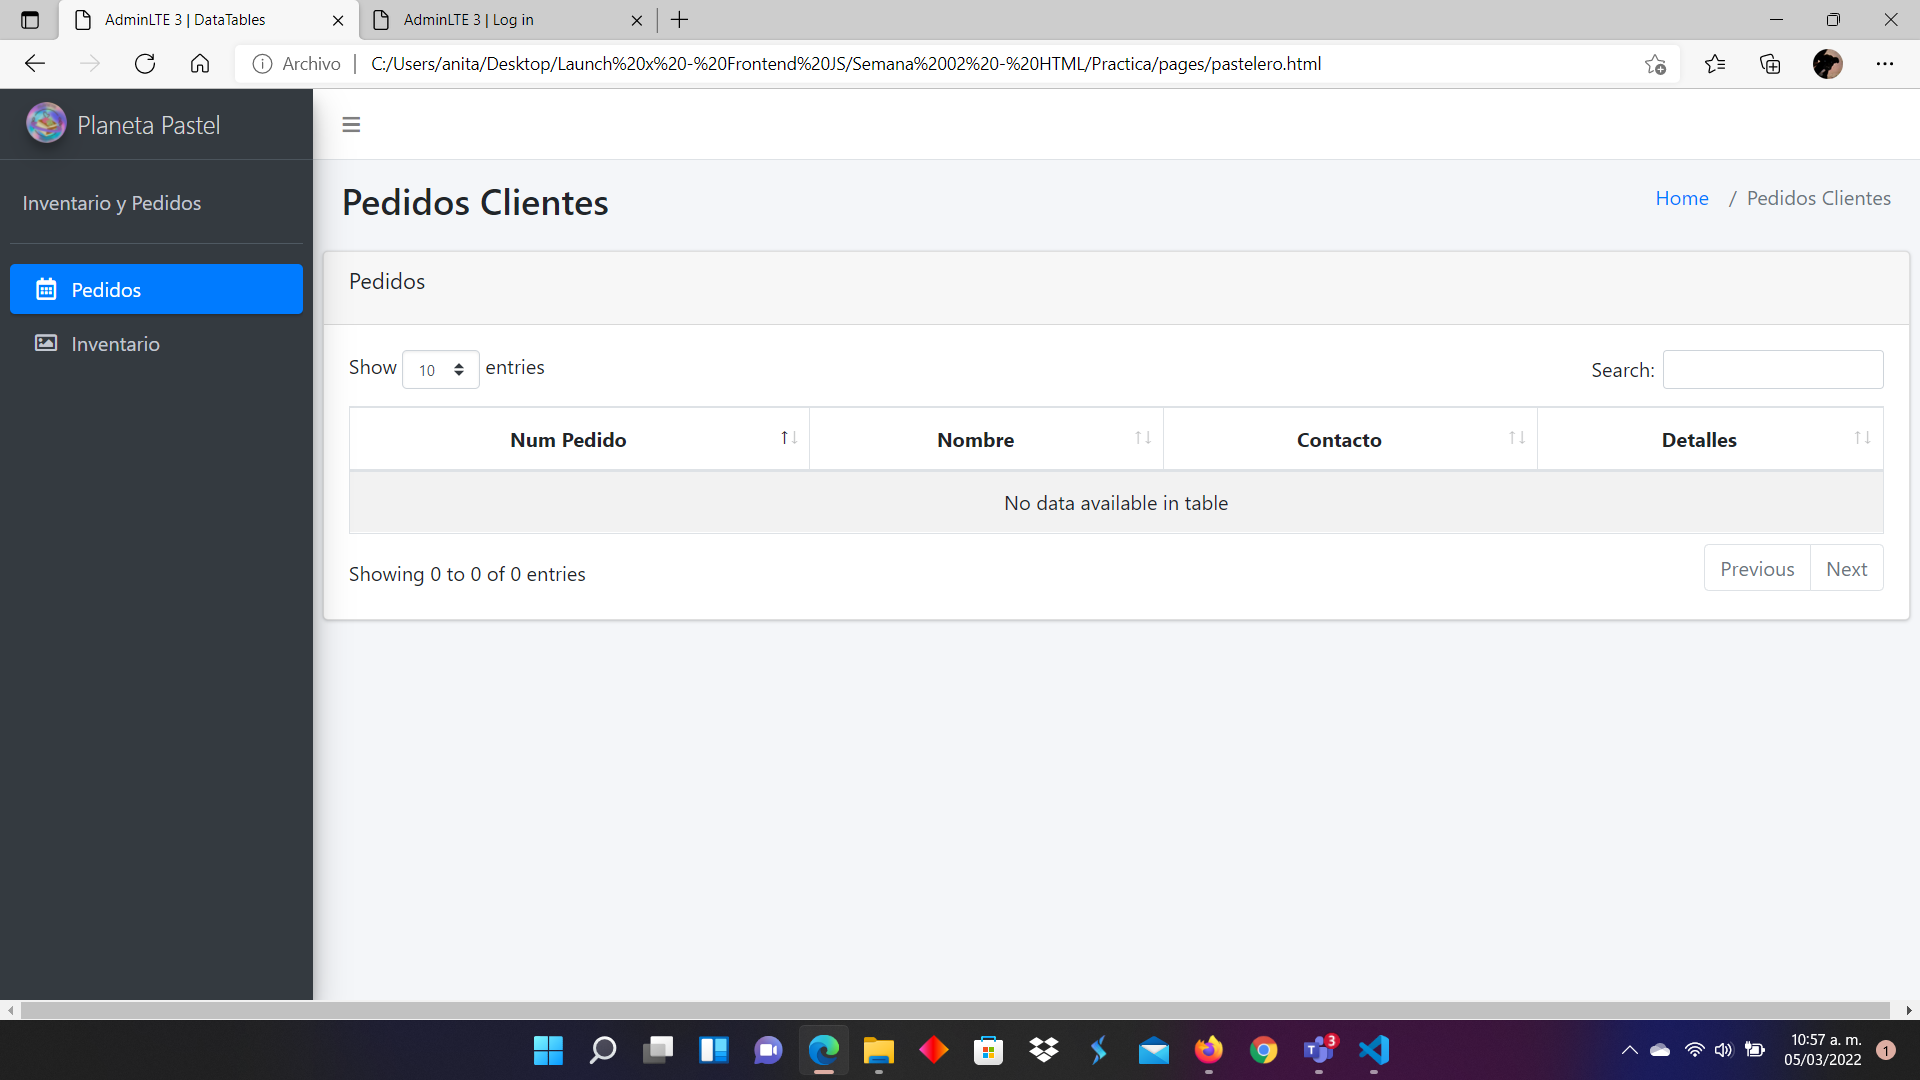 AdminLTE 3 | DataTables
AdminLTE 3 | Log in
Archivo
C:/Users/anita/Desktop/Launch%20x%20-%20Frontend%20JS/Semana%2002%20-%20HTML/Practica/pages/pastelero.html
Planeta Pastel
Inventario y Pedidos
Pedidos
Inventario
Pedidos Clientes
Home / Pedidos Clientes
Pedidos
Show 10 entries
Search:
Num Pedido Nombre Contacto Detalles
No data available in table
Showing 0 to 0 of 0 entries
Previous Next
3
10:57 a. m.
05/03/2022
1